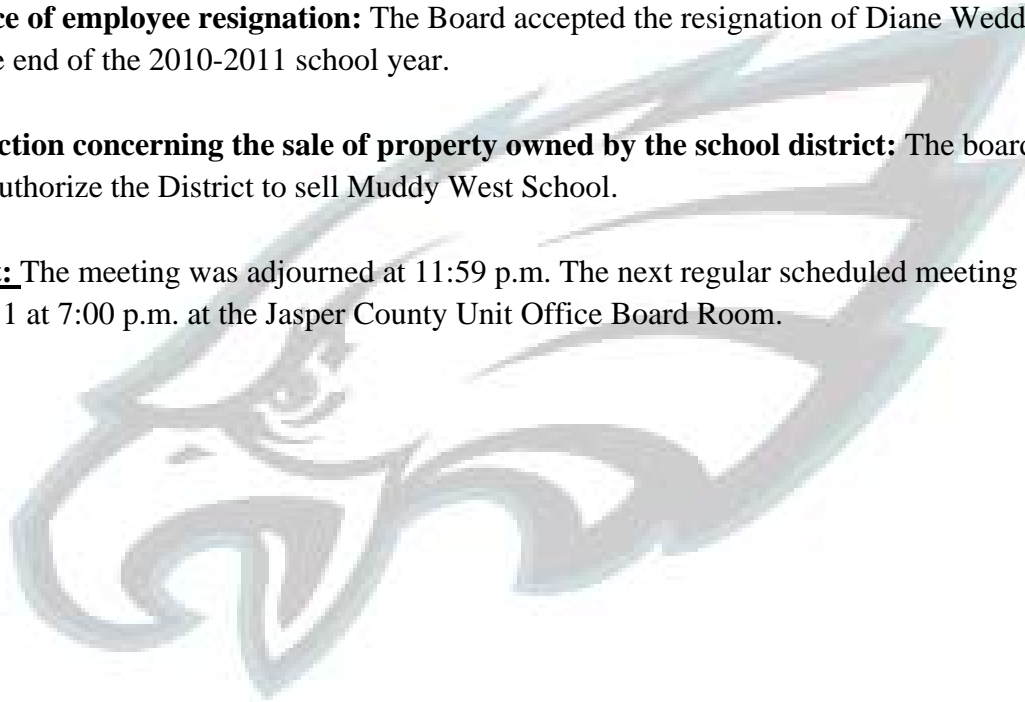 ce of employee resignation: The Board accepted the resignation of Diane Wedd
e end of the 2010-2011 school year.
ction concerning the sale of property owned by the school district: The board
uthorize the District to sell Muddy West School.
t: The meeting was adjourned at 11:59 p.m. The next regular scheduled meeting
1 at 7:00 p.m. at the Jasper County Unit Office Board Room.